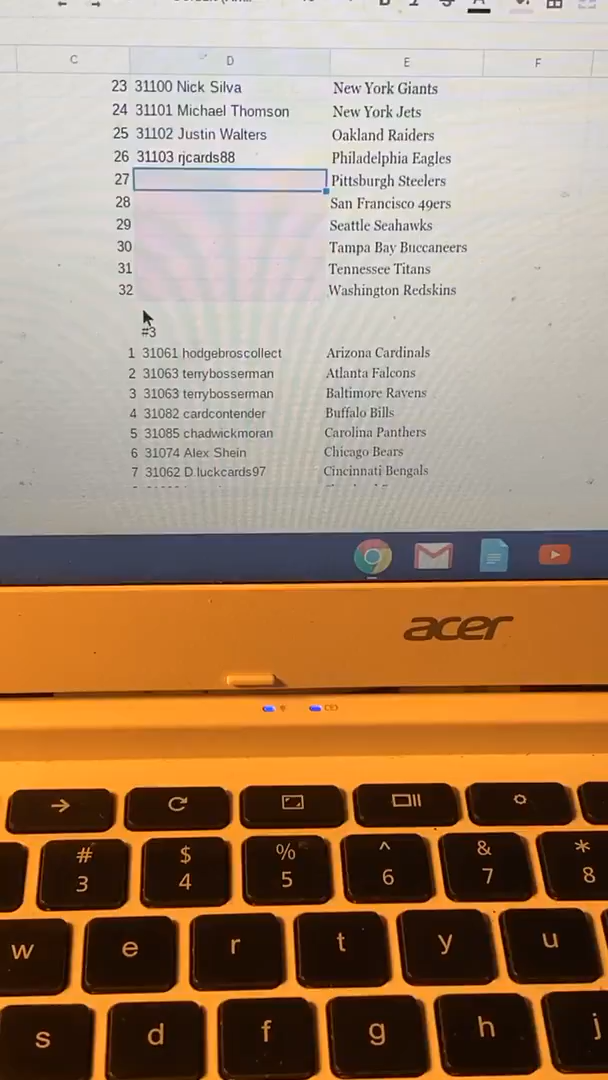 C D E F
23 31100 Nick Silva New York Giants
24 31101 Michael Thomson New York Jets
25 31102 Justin Walters Oakland Raiders
26 31103 rjcards88 Philadelphia Eagles
27 Pittsburgh Steelers
28 San Francisco 49ers
29 Seattle Seahawks
30 Tampa Bay Buccaneers
31 Tennessee Titans
32 Washington Redskins
#3
1 31061 hodgebroscollect Arizona Cardinals
2 31063 terrybosserman Atlanta Falcons
3 31063 terrybosserman Baltimore Ravens
4 31082 cardcontender Buffalo Bills
5 31085 chadwickmoran Carolina Panthers
6 31074 Alex Shein Chicago Bears
7 31062 D luckcards97 Cincinnati Bengals
acer
# $ % ^ & *
3 4 5 6 7 8
w e r t y u
s d f g h j